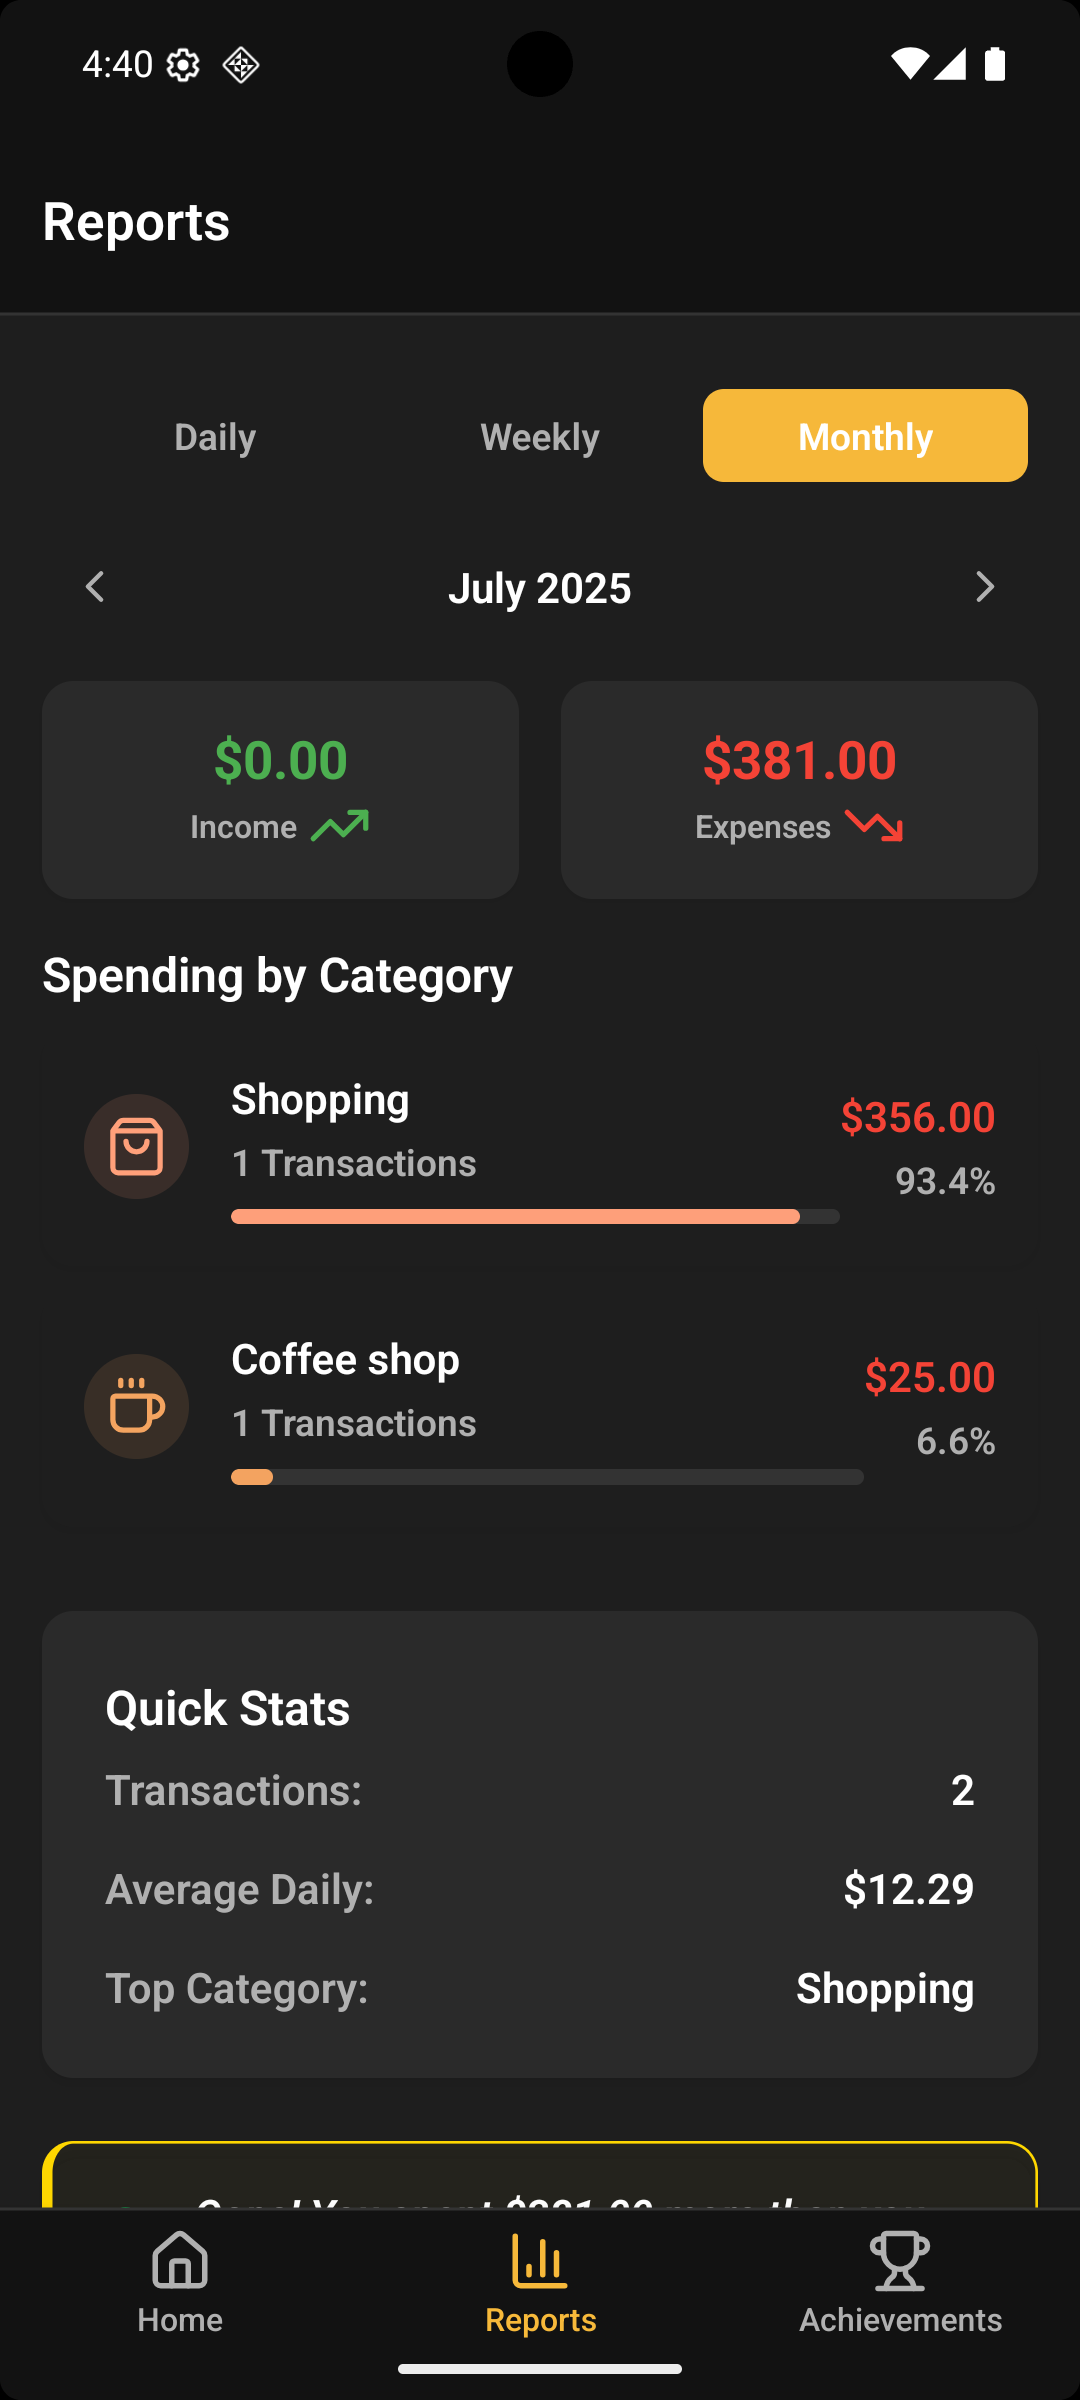 4:40
Reports
Daily Weekly Monthly
July 2025
$0.00 $381.00
Income Expenses
Spending by Category
Shopping
$356.00
1 Transactions
93.4%
Coffee shop
$25.00
1 Transactions
6.6%
Quick Stats
Transactions: 2
Average Daily: $12.29
Top Category: Shopping
Home Reports Achievements